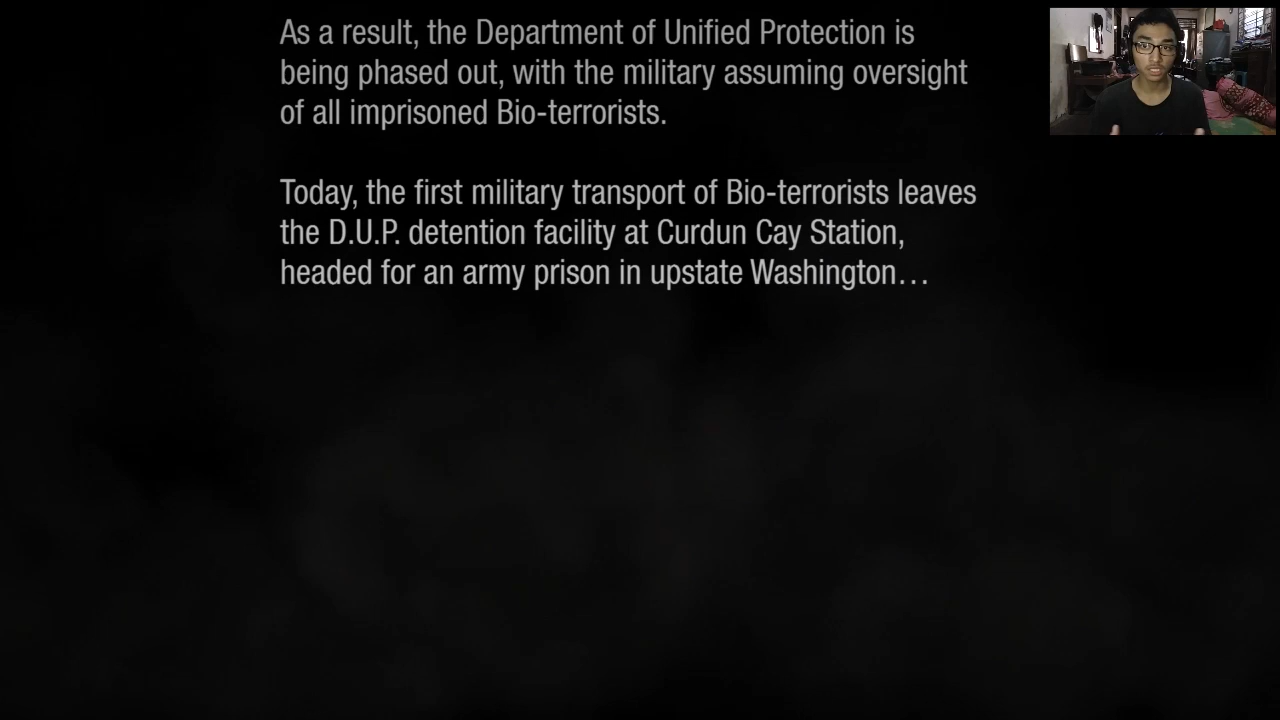 As a result, the Department of Unified Protection is
being phased out, with the military assuming oversight
of all imprisoned Bio-terrorists.
Today, the first military transport of Bio-terrorists leaves
the D.U.P. detention facility at Curdun Cay Station,
headed for an army prison in upstate Washington…